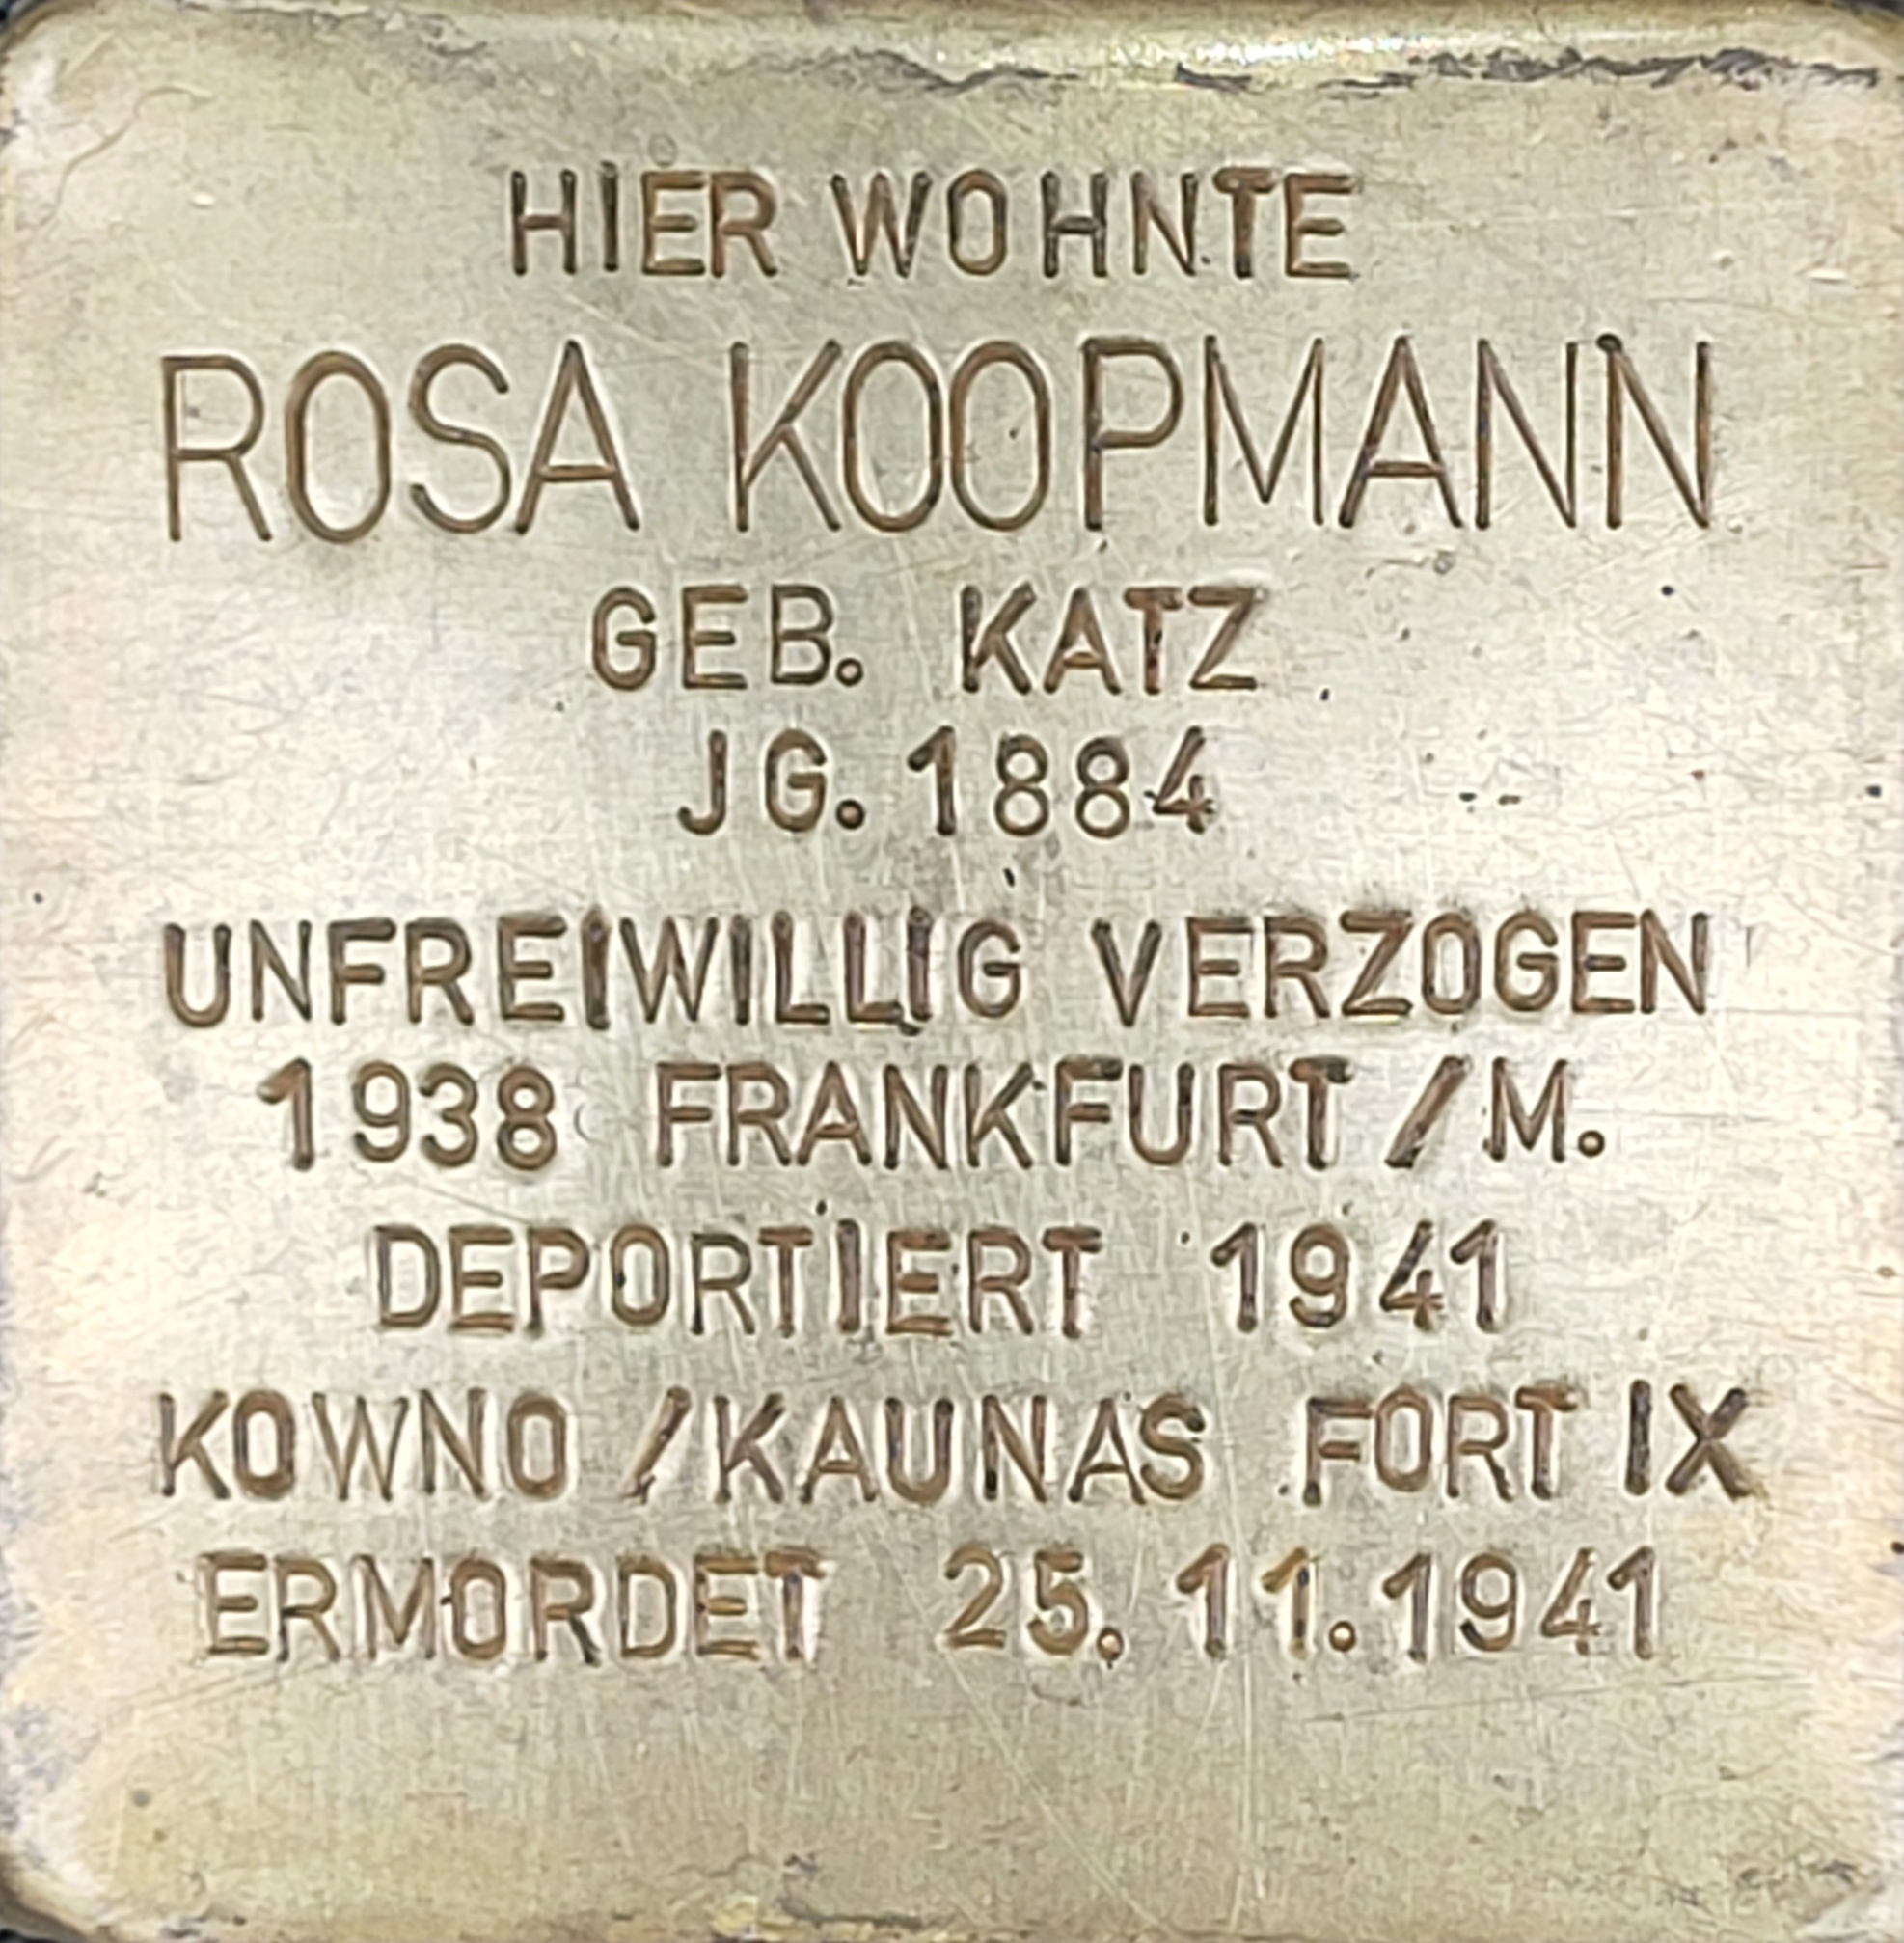 HIER WOHNTE
ROSA KOOPMANN
GEB. KATZ
JG. 1884
UNFREIWILLIG VERZOGEN
1938 FRANKFURT/M.
DEPORTIERT 1941
KOWNO/KAUNAS FORT IX
ERMORDET 25.11.1941